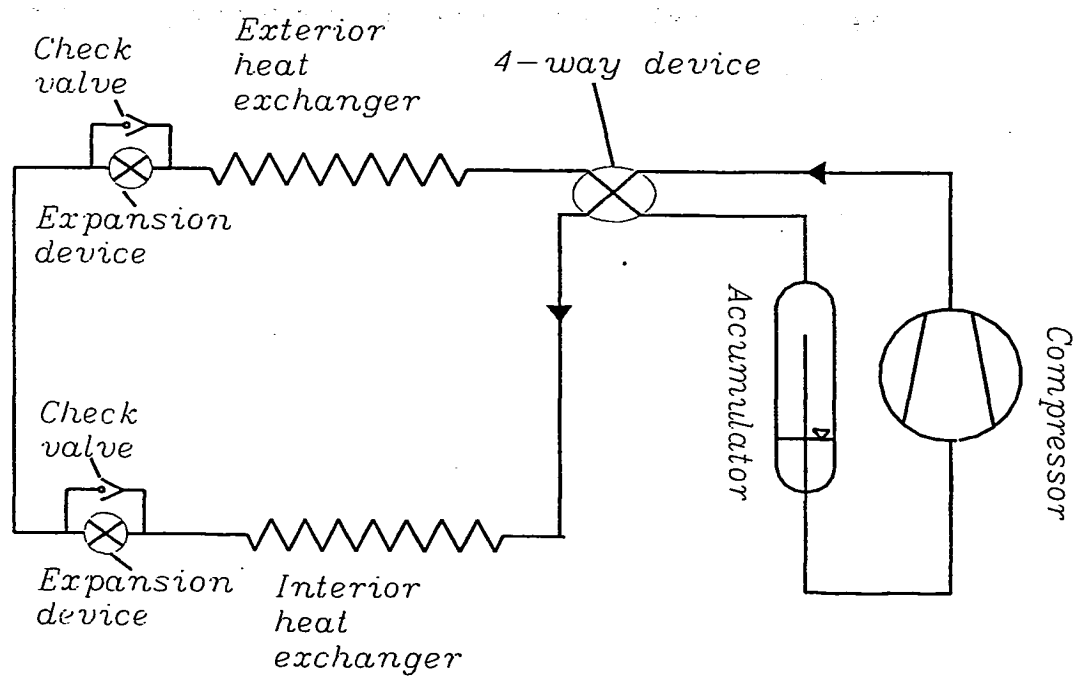 Exterior
heat
exchanger
Check
valve
4-way device
Expansion
device
Accumulator
Compressor
Check
valve
Expansion
device
Interior
heat
exchanger